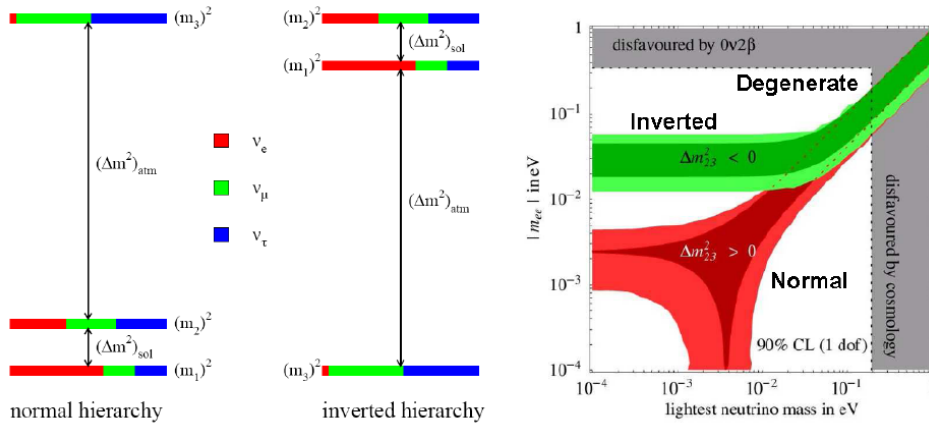 (m₃)²
(Δm²)atm
(m₂)²
(Δm²)sol
(m₁)²
normal hierarchy
νe
νμ
ντ
(m₂)²
(Δm²)sol
(m₁)²
(Δm²)atm
(m₃)²
inverted hierarchy
disfavoured by 0ν2β
Degenerate
Inverted
Δm²₂₃ < 0
Δm²₂₃ > 0
Normal
disfavoured by cosmology
90% CL (1 dof)
| mee | in eV
1
10⁻¹
10⁻²
10⁻³
10⁻⁴
10⁻⁴ 10⁻³ 10⁻² 10⁻¹ 1
lightest neutrino mass in eV